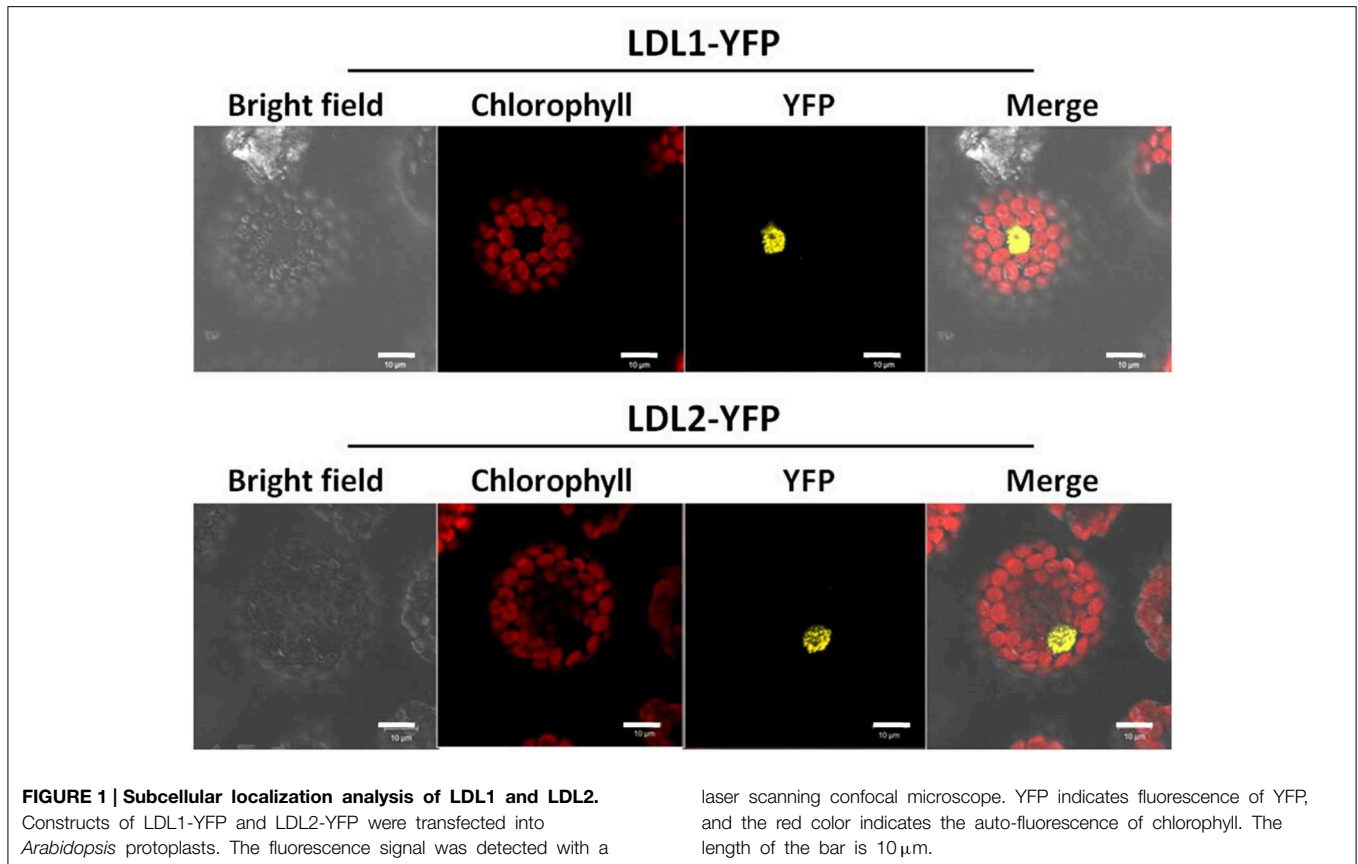 LDL1-YFP
Bright field Chlorophyll YFP Merge
10 µm 10 µm 10 µm 10 µm
LDL2-YFP
Bright field Chlorophyll YFP Merge
10 µm 10 µm 10 µm 10 µm
FIGURE 1 | Subcellular localization analysis of LDL1 and LDL2.
Constructs of LDL1-YFP and LDL2-YFP were transfected into
Arabidopsis protoplasts. The fluorescence signal was detected with a
laser scanning confocal microscope. YFP indicates fluorescence of YFP,
and the red color indicates the auto-fluorescence of chlorophyll. The
length of the bar is 10 µm.